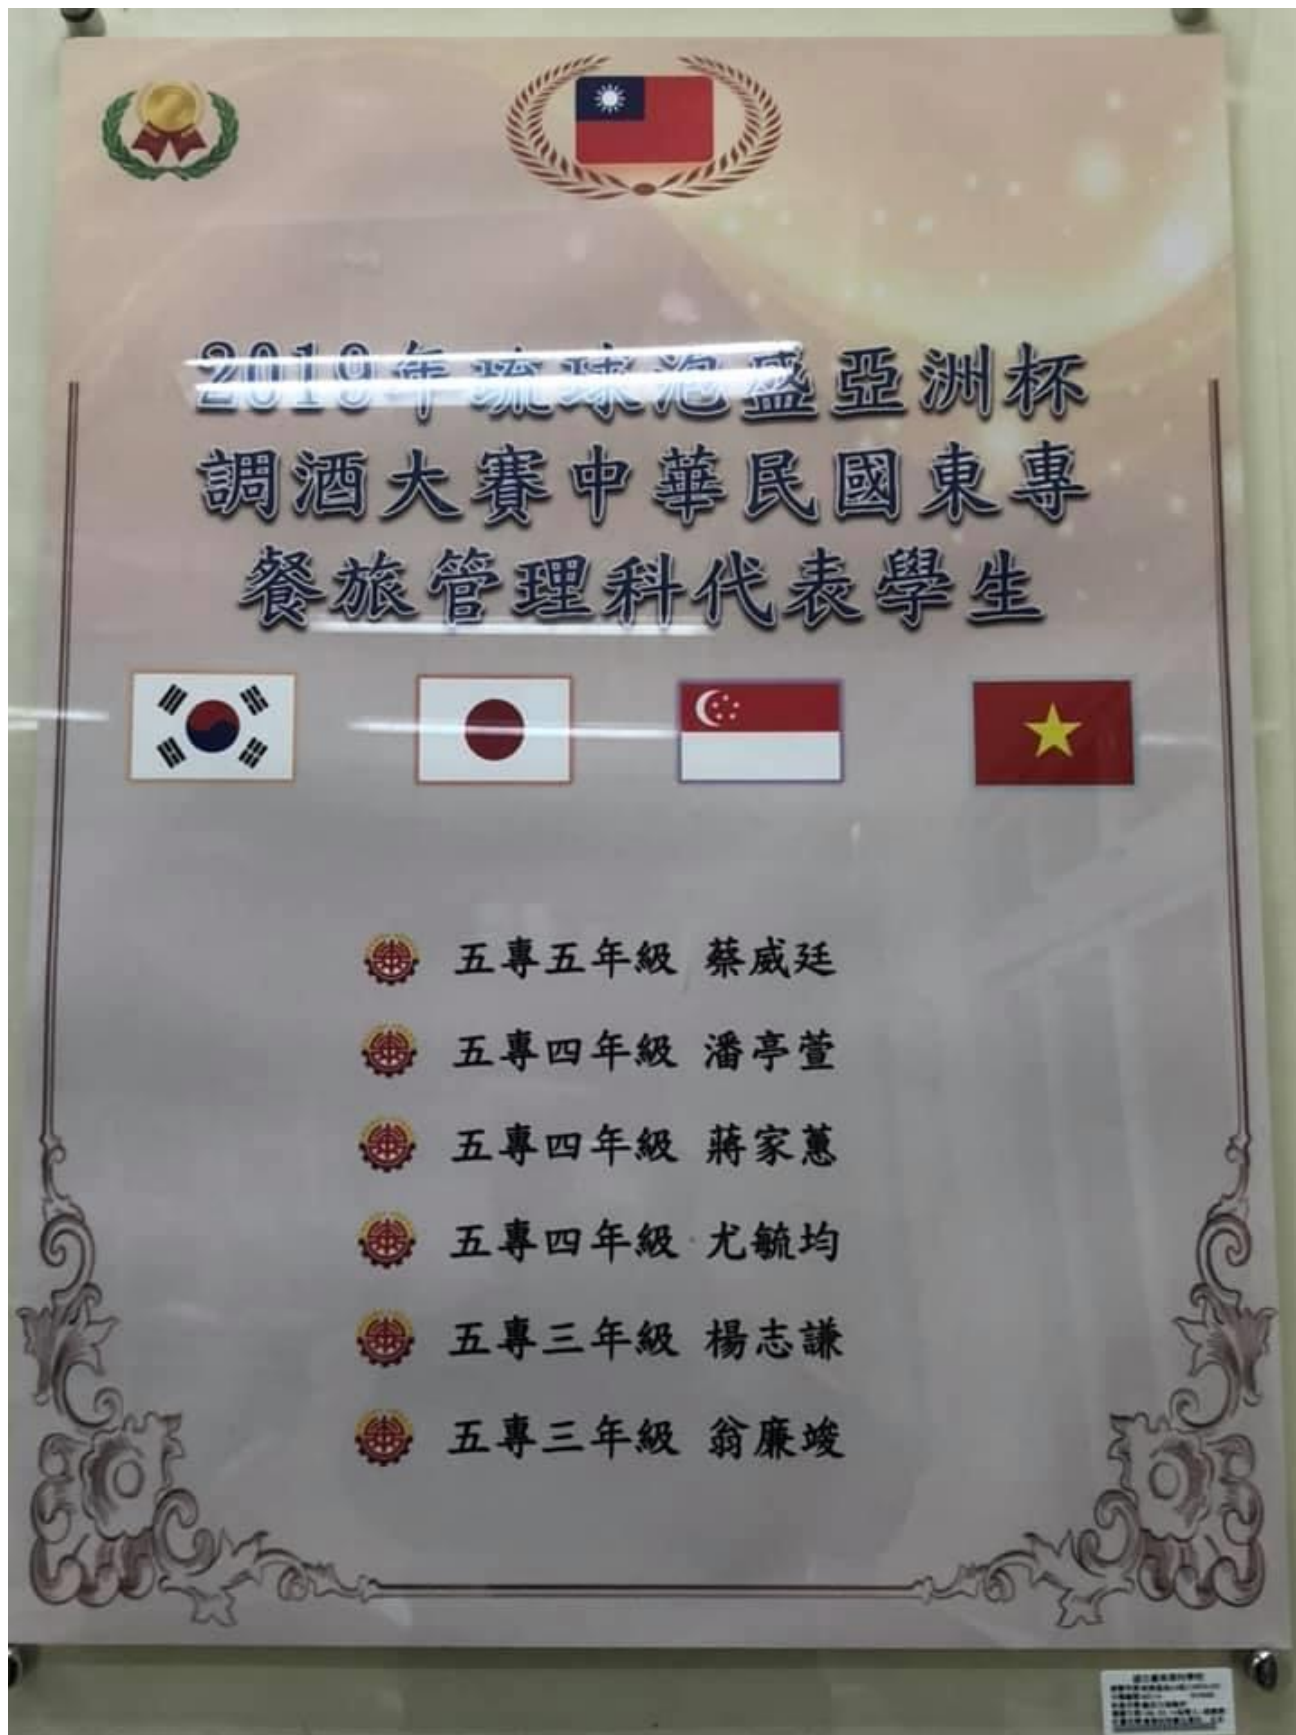 2019年琉球泡盛亞洲杯
調酒大賽中華民國東專
餐旅管理科代表學生
五專五年級 蔡威廷
五專四年級 潘亭萱
五專四年級 蔣家蕙
五專四年級 尤毓均
五專三年級 楊志謙
五專三年級 翁廉竣